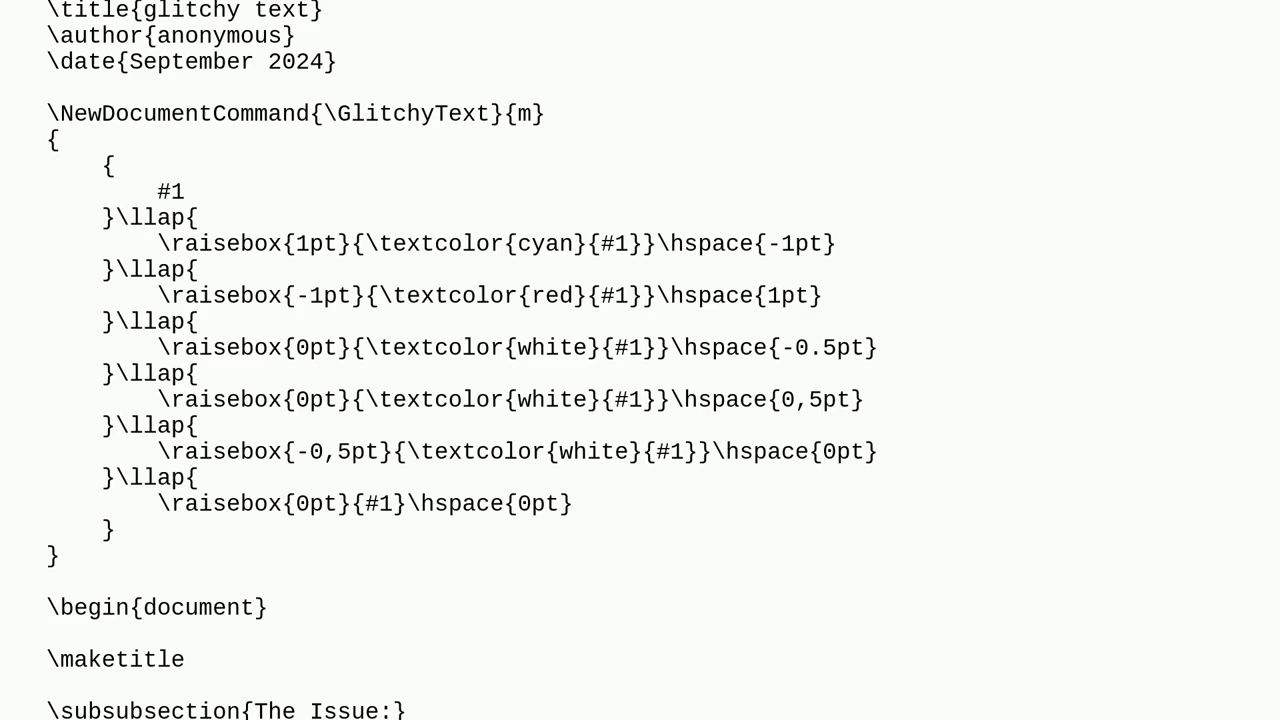 \title{glitchy text}
\author{anonymous}
\date{September 2024}

\NewDocumentCommand{\GlitchyText}{m}
{
    {
        #1
    }\llap{
        \raisebox{1pt}{\textcolor{cyan}{#1}}\hspace{-1pt}
    }\llap{
        \raisebox{-1pt}{\textcolor{red}{#1}}\hspace{1pt}
    }\llap{
        \raisebox{0pt}{\textcolor{white}{#1}}\hspace{-0.5pt}
    }\llap{
        \raisebox{0pt}{\textcolor{white}{#1}}\hspace{0,5pt}
    }\llap{
        \raisebox{-0,5pt}{\textcolor{white}{#1}}\hspace{0pt}
    }\llap{
        \raisebox{0pt}{#1}\hspace{0pt}
    }
}

\begin{document}

\maketitle

\subsubsection{The Issue:}